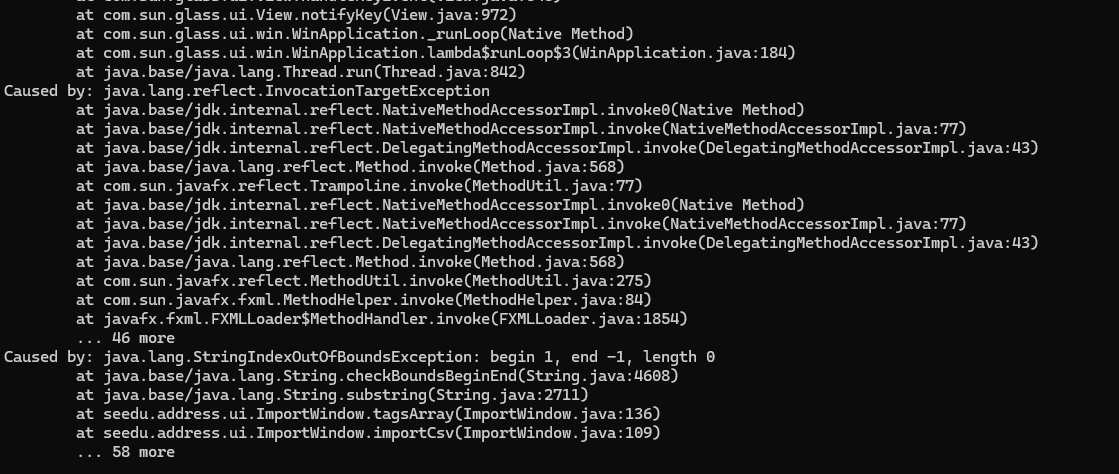 at com.sun.glass.ui.View.notifyKey(View.java:972)
at com.sun.glass.ui.win.WinApplication._runLoop(Native Method)
at com.sun.glass.ui.win.WinApplication.lambda$runLoop$3(WinApplication.java:184)
at java.base/java.lang.Thread.run(Thread.java:842)
Caused by: java.lang.reflect.InvocationTargetException
at java.base/jdk.internal.reflect.NativeMethodAccessorImpl.invoke0(Native Method)
at java.base/jdk.internal.reflect.NativeMethodAccessorImpl.invoke(NativeMethodAccessorImpl.java:77)
at java.base/jdk.internal.reflect.DelegatingMethodAccessorImpl.invoke(DelegatingMethodAccessorImpl.java:43)
at java.base/java.lang.reflect.Method.invoke(Method.java:568)
at com.sun.javafx.reflect.Trampoline.invoke(MethodUtil.java:77)
at java.base/jdk.internal.reflect.NativeMethodAccessorImpl.invoke0(Native Method)
at java.base/jdk.internal.reflect.NativeMethodAccessorImpl.invoke(NativeMethodAccessorImpl.java:77)
at java.base/jdk.internal.reflect.DelegatingMethodAccessorImpl.invoke(DelegatingMethodAccessorImpl.java:43)
at java.base/java.lang.reflect.Method.invoke(Method.java:568)
at com.sun.javafx.reflect.MethodUtil.invoke(MethodUtil.java:275)
at com.sun.javafx.fxml.MethodHelper.invoke(MethodHelper.java:84)
at javafx.fxml.FXMLLoader$MethodHandler.invoke(FXMLLoader.java:1854)
... 46 more
Caused by: java.lang.StringIndexOutOfBoundsException: begin 1, end -1, length 0
at java.base/java.lang.String.checkBoundsBeginEnd(String.java:4608)
at java.base/java.lang.String.substring(String.java:2711)
at seedu.address.ui.ImportWindow.tagsArray(ImportWindow.java:136)
at seedu.address.ui.ImportWindow.importCsv(ImportWindow.java:109)
... 58 more